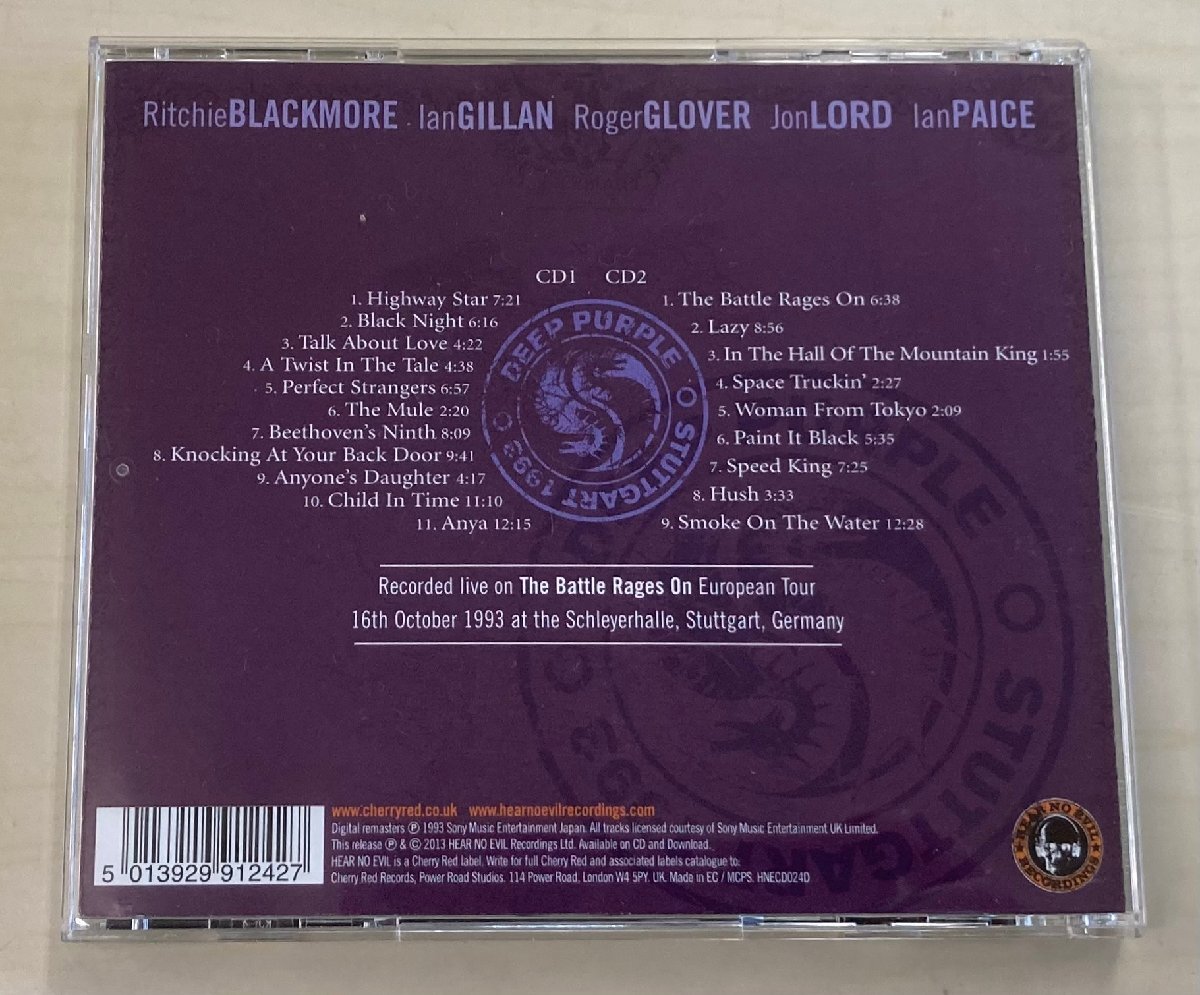 RitchieBLACKMORE IanGILLAN RogerGLOVER JonLORD IanPAICE
CD1 CD2
1. Highway Star 7:21
2. Black Night 6:16
3. Talk About Love 4:22
4. A Twist In The Tale 4:38
5. Perfect Strangers 6:57
6. The Mule 2:20
7. Beethoven's Ninth 8:09
8. Knocking At Your Back Door 9:41
9. Anyone's Daughter 4:17
10. Child In Time 11:10
11. Anya 12:15
1. The Battle Rages On 6:38
2. Lazy 8:56
3. In The Hall Of The Mountain King 1:55
4. Space Truckin' 2:27
5. Woman From Tokyo 2:09
6. Paint It Black 5:35
7. Speed King 7:25
8. Hush 3:33
9. Smoke On The Water 12:28
DEEP PURPLE STUTTGART 1993
PURPLE STUTTGART 1993
Recorded live on The Battle Rages On European Tour
16th October 1993 at the Schleyerhalle, Stuttgart, Germany
5 013929 912427
www.cherryred.co.uk www.hearnoevilrecordings.com
Digital remasters ℗ 1993 Sony Music Entertainment Japan. All tracks licensed courtesy of Sony Music Entertainment UK Limited.
This release ℗ & © 2013 HEAR NO EVIL Recordings Ltd. Available on CD and Download.
HEAR NO EVIL is a Cherry Red label. Write for full Cherry Red and associated labels catalogue to:
Cherry Red Records, Power Road Studios. 114 Power Road, London W4 5PY. UK. Made in EC / MCPS. HNECD024D
HEAR NO EVIL RECORDINGS